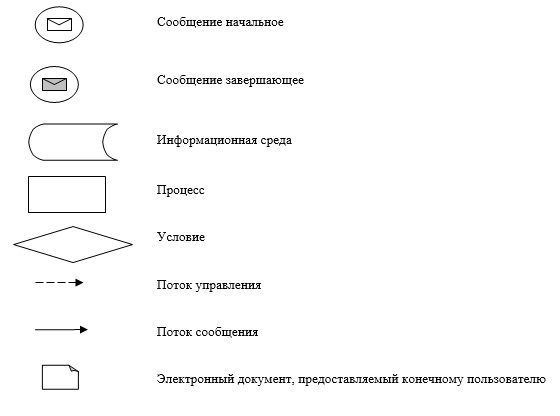 Сообщение начальное
Сообщение завершающее
Информационная среда
Процесс
Условие
Поток управления
Поток сообщения
Электронный документ, предоставляемый конечному пользователю